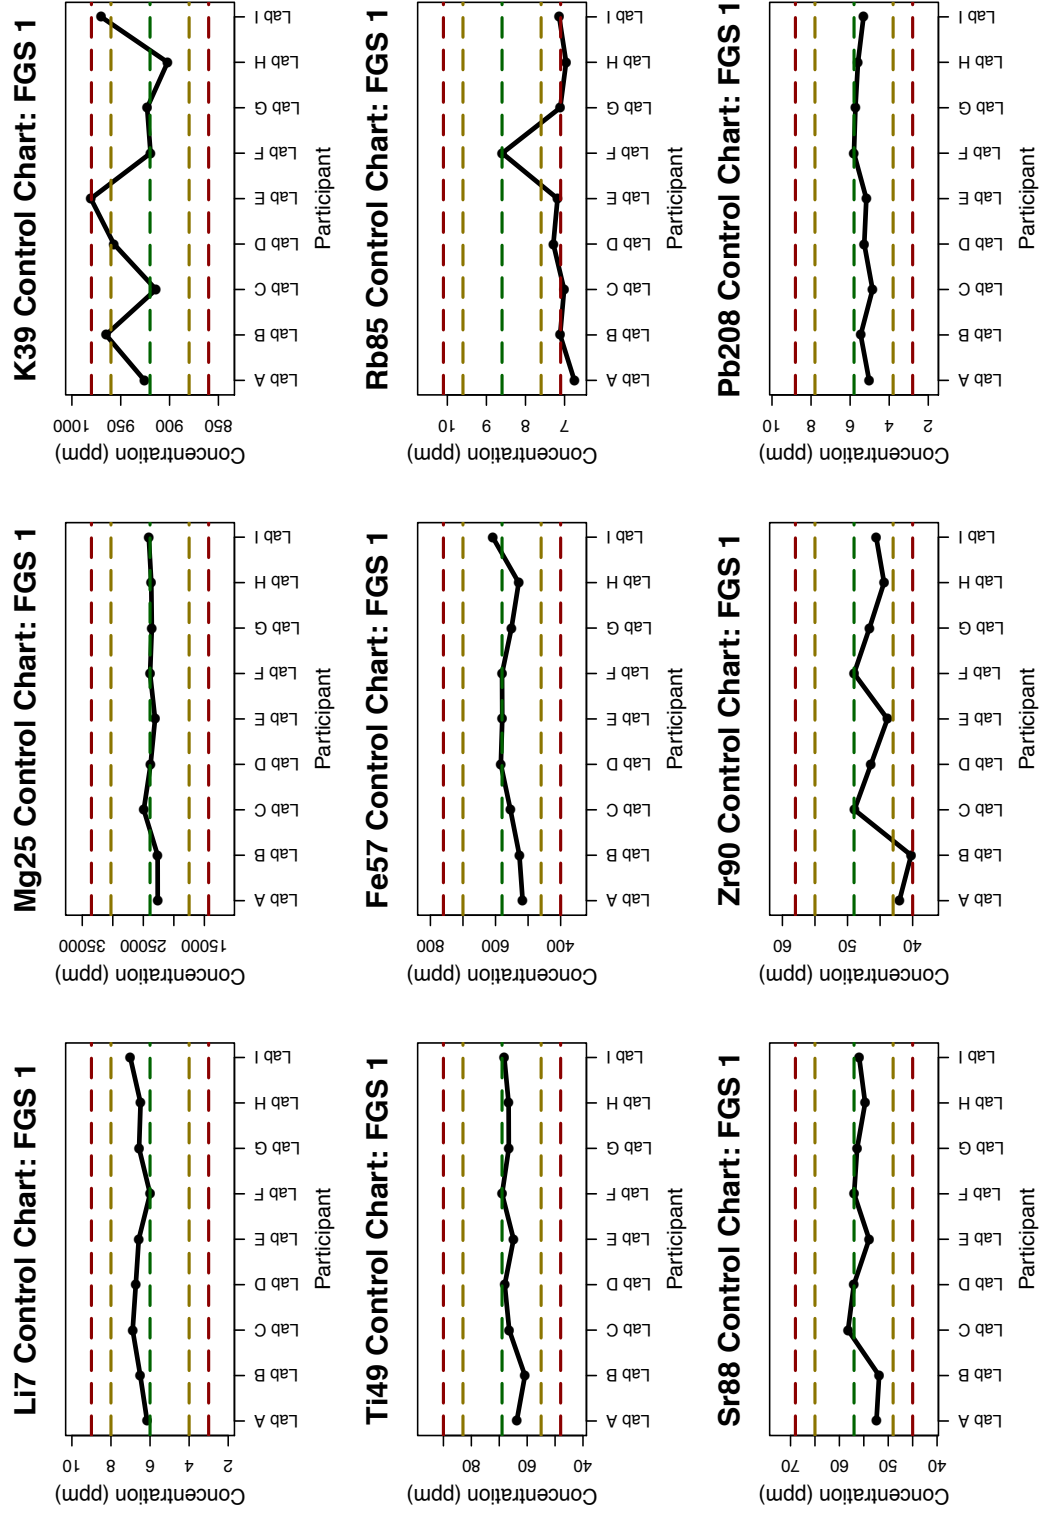 Li7 Control Chart: FGS 1
Concentration (ppm)
10
8
6
4
2
Lab A
Lab B
Lab C
Lab D
Lab E
Lab F
Lab G
Lab H
Lab I
Participant
Mg25 Control Chart: FGS 1
Concentration (ppm)
35000
25000
15000
Lab A
Lab B
Lab C
Lab D
Lab E
Lab F
Lab G
Lab H
Lab I
Participant
K39 Control Chart: FGS 1
Concentration (ppm)
1000
950
900
850
Lab A
Lab B
Lab C
Lab D
Lab E
Lab F
Lab G
Lab H
Lab I
Participant
Ti49 Control Chart: FGS 1
Concentration (ppm)
80
60
40
Lab A
Lab B
Lab C
Lab D
Lab E
Lab F
Lab G
Lab H
Lab I
Participant
Fe57 Control Chart: FGS 1
Concentration (ppm)
800
600
400
Lab A
Lab B
Lab C
Lab D
Lab E
Lab F
Lab G
Lab H
Lab I
Participant
Rb85 Control Chart: FGS 1
Concentration (ppm)
10
9
8
7
Lab A
Lab B
Lab C
Lab D
Lab E
Lab F
Lab G
Lab H
Lab I
Participant
Sr88 Control Chart: FGS 1
Concentration (ppm)
70
60
50
40
Lab A
Lab B
Lab C
Lab D
Lab E
Lab F
Lab G
Lab H
Lab I
Participant
Zr90 Control Chart: FGS 1
Concentration (ppm)
60
50
40
Lab A
Lab B
Lab C
Lab D
Lab E
Lab F
Lab G
Lab H
Lab I
Participant
Pb208 Control Chart: FGS 1
Concentration (ppm)
10
8
6
4
2
Lab A
Lab B
Lab C
Lab D
Lab E
Lab F
Lab G
Lab H
Lab I
Participant